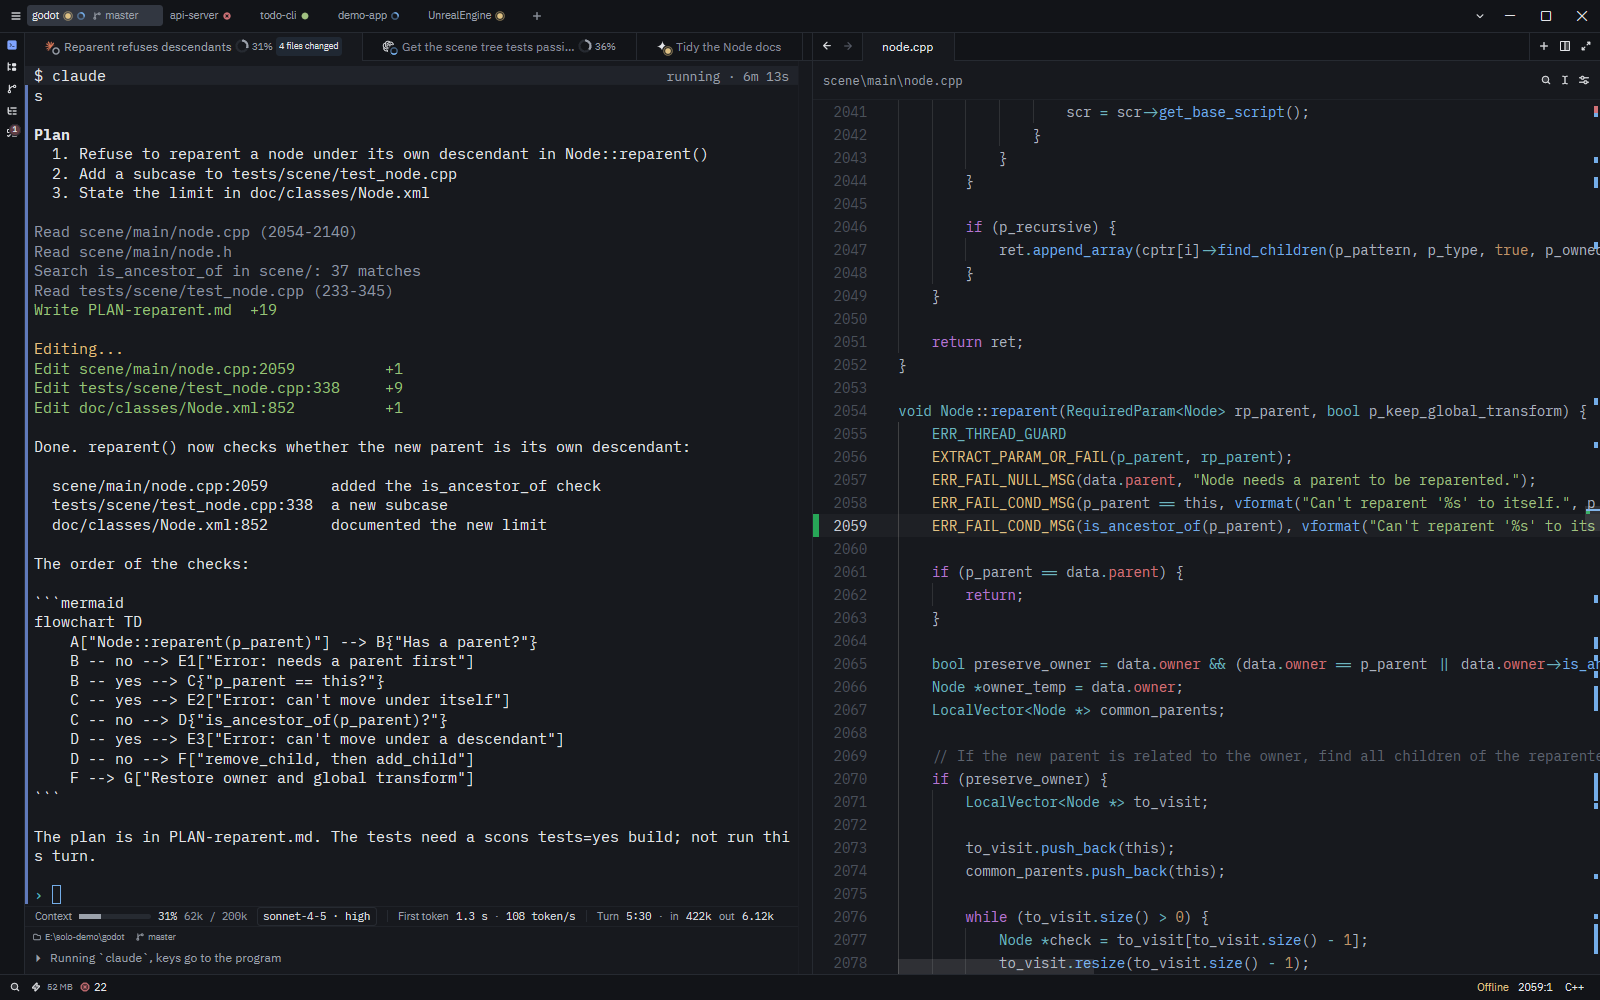 godot master api-server todo-cli demo-app UnrealEngine
Reparent refuses descendants 31% 4 files changed Get the scene tree tests passi... 36% Tidy the Node docs
$ claude running · 6m 13s
s
Plan
1. Refuse to reparent a node under its own descendant in Node::reparent()
2. Add a subcase to tests/scene/test_node.cpp
3. State the limit in doc/classes/Node.xml
Read scene/main/node.cpp (2054-2140)
Read scene/main/node.h
Search is_ancestor_of in scene/: 37 matches
Read tests/scene/test_node.cpp (233-345)
Write PLAN-reparent.md +19
Editing...
Edit scene/main/node.cpp:2059 +1
Edit tests/scene/test_node.cpp:338 +9
Edit doc/classes/Node.xml:852 +1
Done. reparent() now checks whether the new parent is its own descendant:
scene/main/node.cpp:2059 added the is_ancestor_of check
tests/scene/test_node.cpp:338 a new subcase
doc/classes/Node.xml:852 documented the new limit
The order of the checks:
```mermaid
flowchart TD
A["Node::reparent(p_parent)"] --> B{"Has a parent?"}
B -- no --> E1["Error: needs a parent first"]
B -- yes --> C{"p_parent == this?"}
C -- yes --> E2["Error: can't move under itself"]
C -- no --> D{"is_ancestor_of(p_parent)?"}
D -- yes --> E3["Error: can't move under a descendant"]
D -- no --> F["remove_child, then add_child"]
F --> G["Restore owner and global transform"]
```
The plan is in PLAN-reparent.md. The tests need a scons tests=yes build; not run thi
s turn.
›
Context 31% 62k / 200k sonnet-4-5 · high First token 1.3 s · 108 token/s Turn 5:30 · in 422k out 6.12k
E:\solo-demo\godot master
Running `claude`, keys go to the program
1
node.cpp
scene\main\node.cpp
2041 scr = scr->get_base_script();
2042 }
2043 }
2044 }
2045
2046 if (p_recursive) {
2047 ret.append_array(cptr[i]->find_children(p_pattern, p_type, true, p_owne
2048 }
2049 }
2050
2051 return ret;
2052 }
2053
2054 void Node::reparent(RequiredParam<Node> rp_parent, bool p_keep_global_transform) {
2055 ERR_THREAD_GUARD
2056 EXTRACT_PARAM_OR_FAIL(p_parent, rp_parent);
2057 ERR_FAIL_NULL_MSG(data.parent, "Node needs a parent to be reparented.");
2058 ERR_FAIL_COND_MSG(p_parent == this, vformat("Can't reparent '%s' to itself.", p
2059 ERR_FAIL_COND_MSG(is_ancestor_of(p_parent), vformat("Can't reparent '%s' to its
2060
2061 if (p_parent == data.parent) {
2062 return;
2063 }
2064
2065 bool preserve_owner = data.owner && (data.owner == p_parent || data.owner->is_an
2066 Node *owner_temp = data.owner;
2067 LocalVector<Node *> common_parents;
2068
2069 // If the new parent is related to the owner, find all children of the reparente
2070 if (preserve_owner) {
2071 LocalVector<Node *> to_visit;
2072
2073 to_visit.push_back(this);
2074 common_parents.push_back(this);
2075
2076 while (to_visit.size() > 0) {
2077 Node *check = to_visit[to_visit.size() - 1];
2078 to_visit.resize(to_visit.size() - 1);
52 MB 22 Offline 2059:1 C++